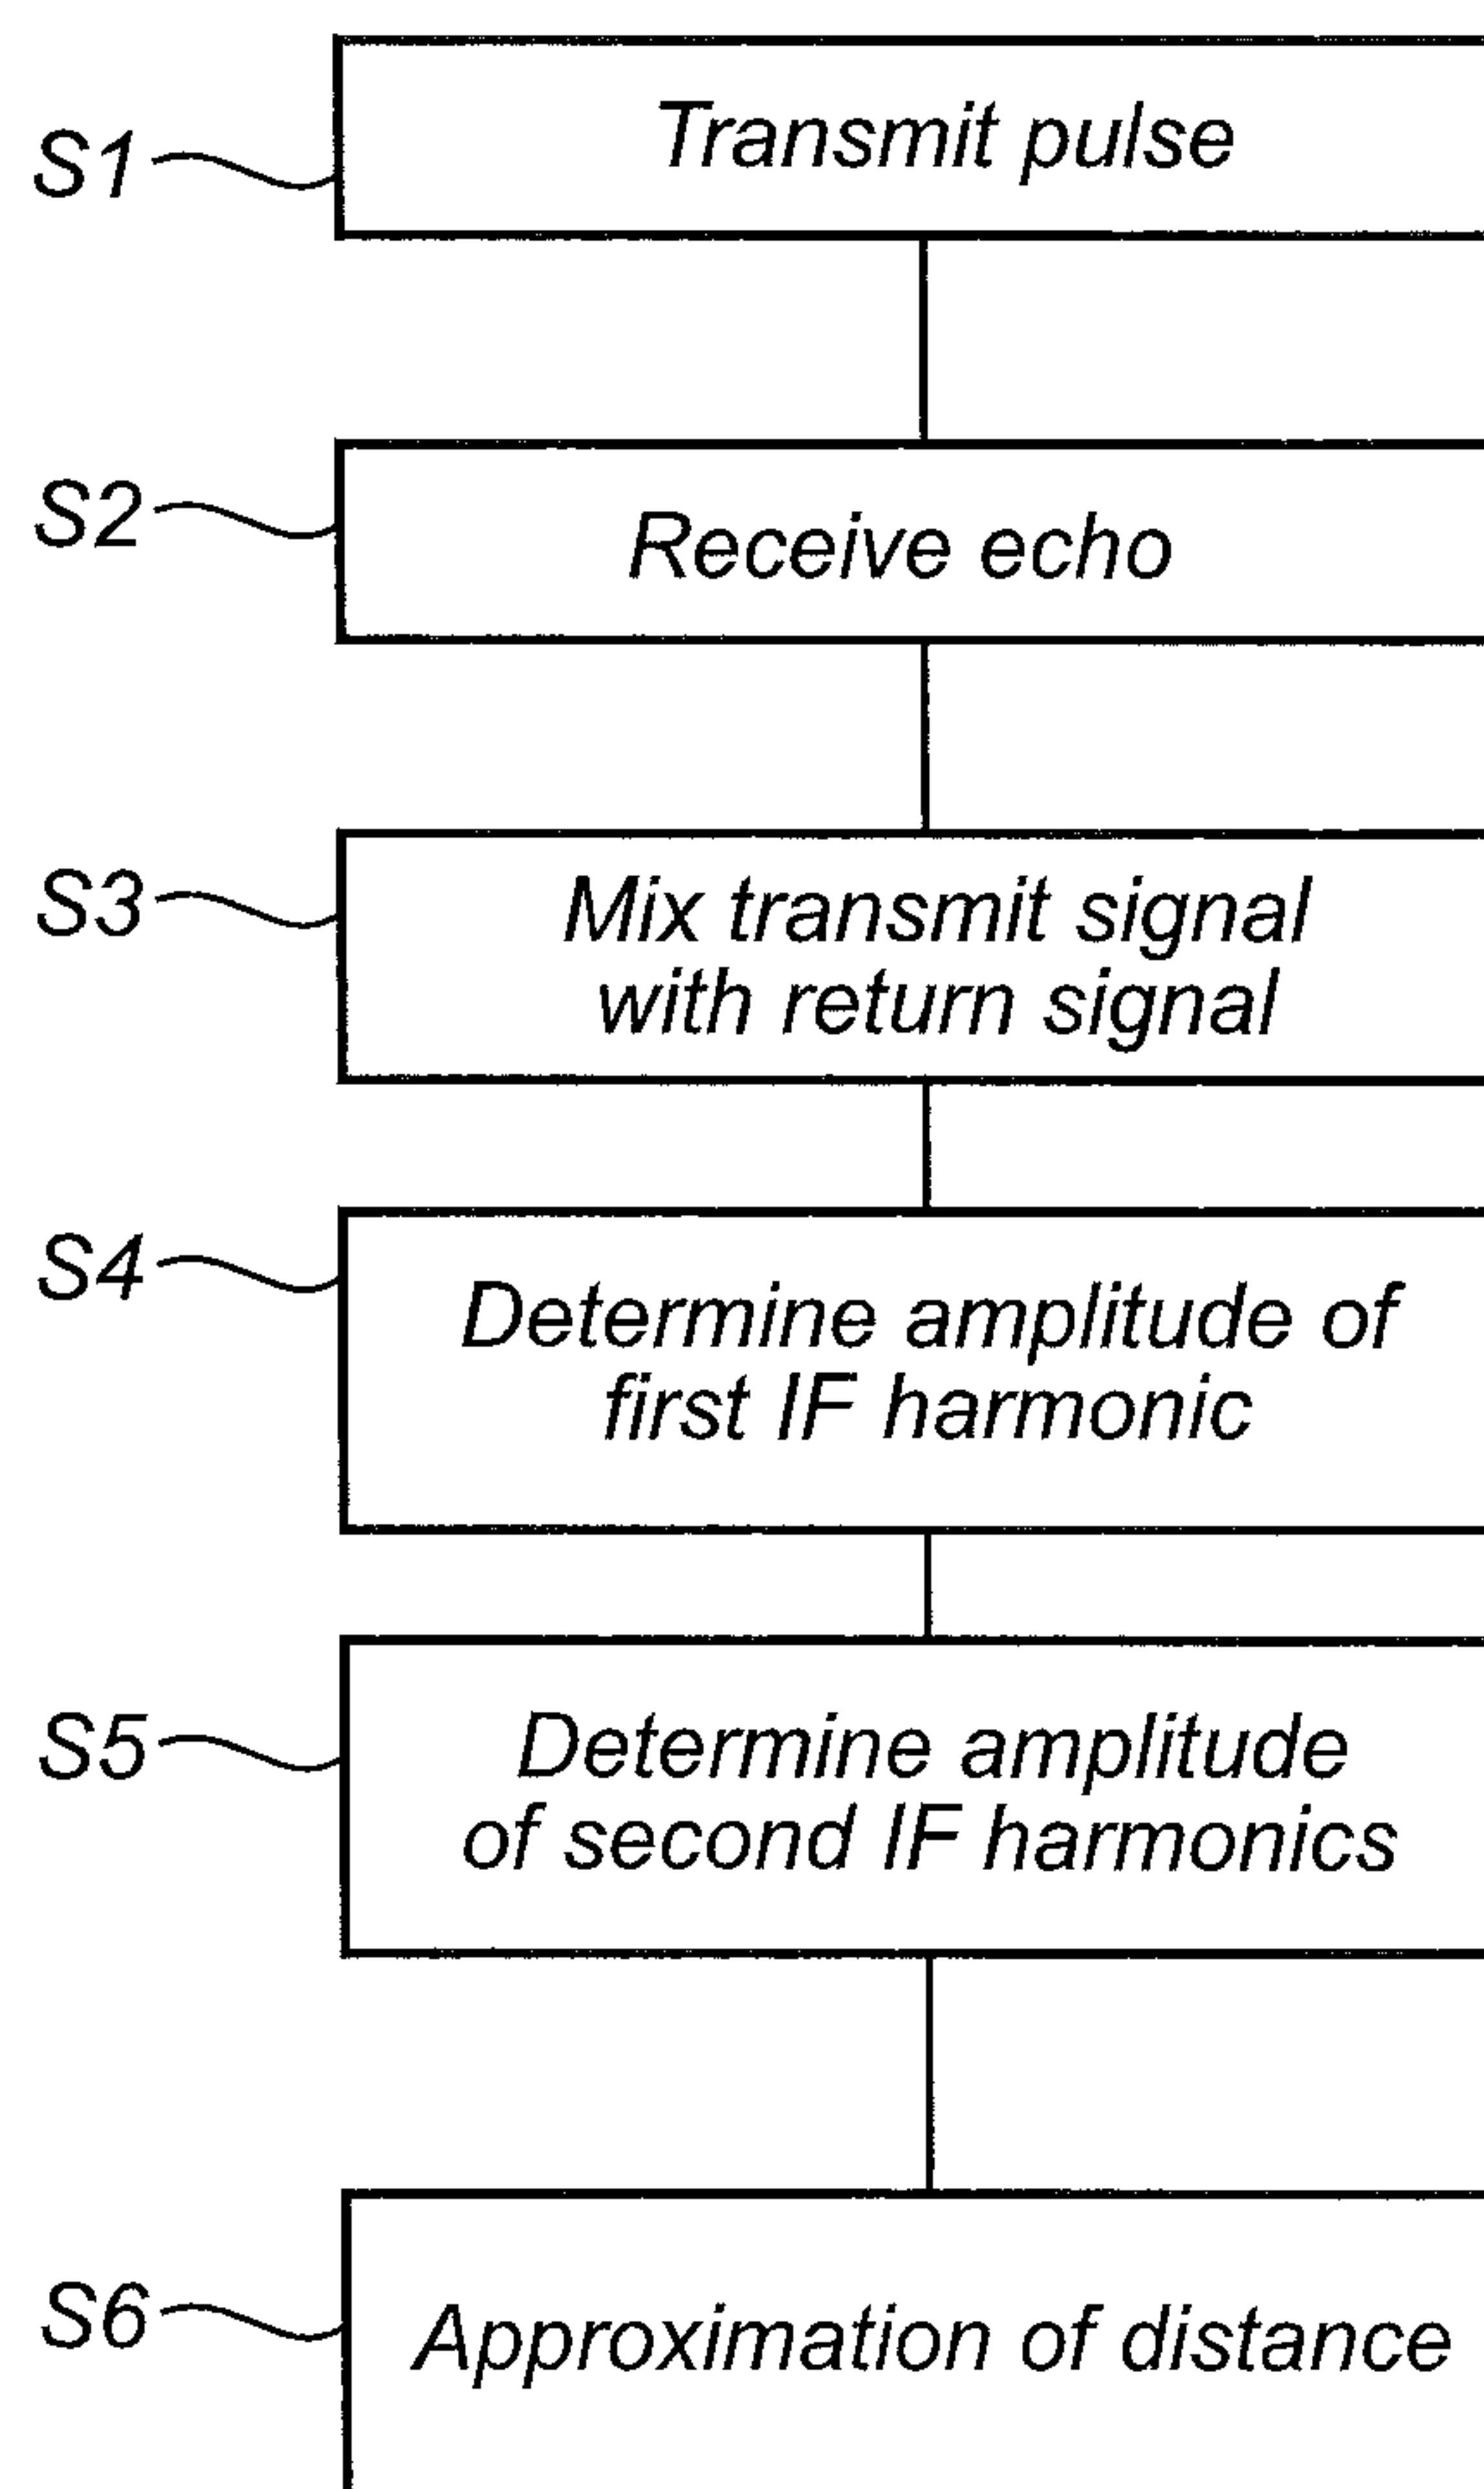 S1
Transmit pulse
S2
Receive echo
S3
Mix transmit signal
with return signal
S4
Determine amplitude of
first IF harmonic
S5
Determine amplitude
of second IF harmonics
S6
Approximation of distance